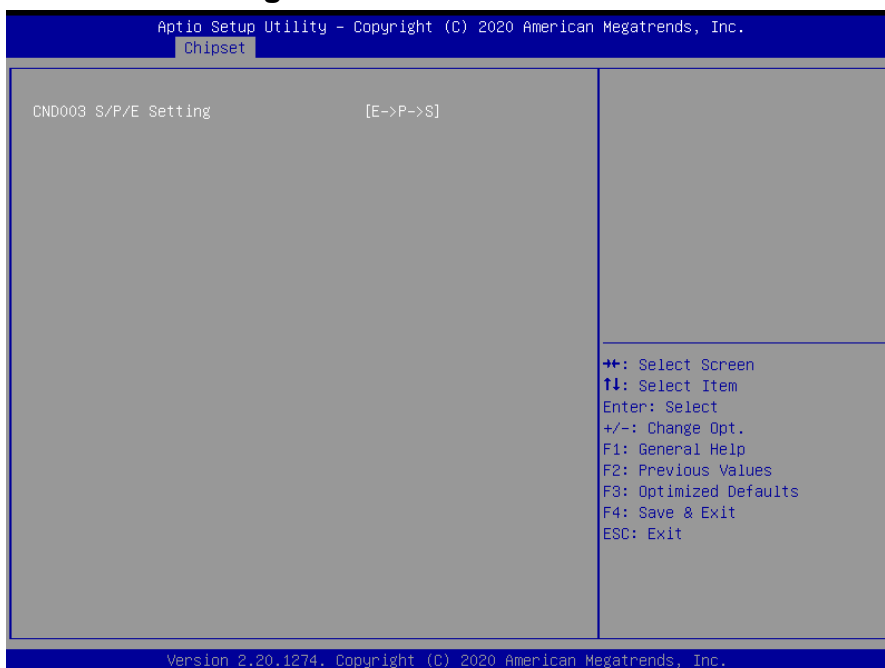 Aptio Setup Utility – Copyright (C) 2020 American Megatrends, Inc.
Chipset
CND003 S/P/E Setting [E->P->S]
→←: Select Screen
↑↓: Select Item
Enter: Select
+/-: Change Opt.
F1: General Help
F2: Previous Values
F3: Optimized Defaults
F4: Save & Exit
ESC: Exit
Version 2.20.1274. Copyright (C) 2020 American Megatrends, Inc.